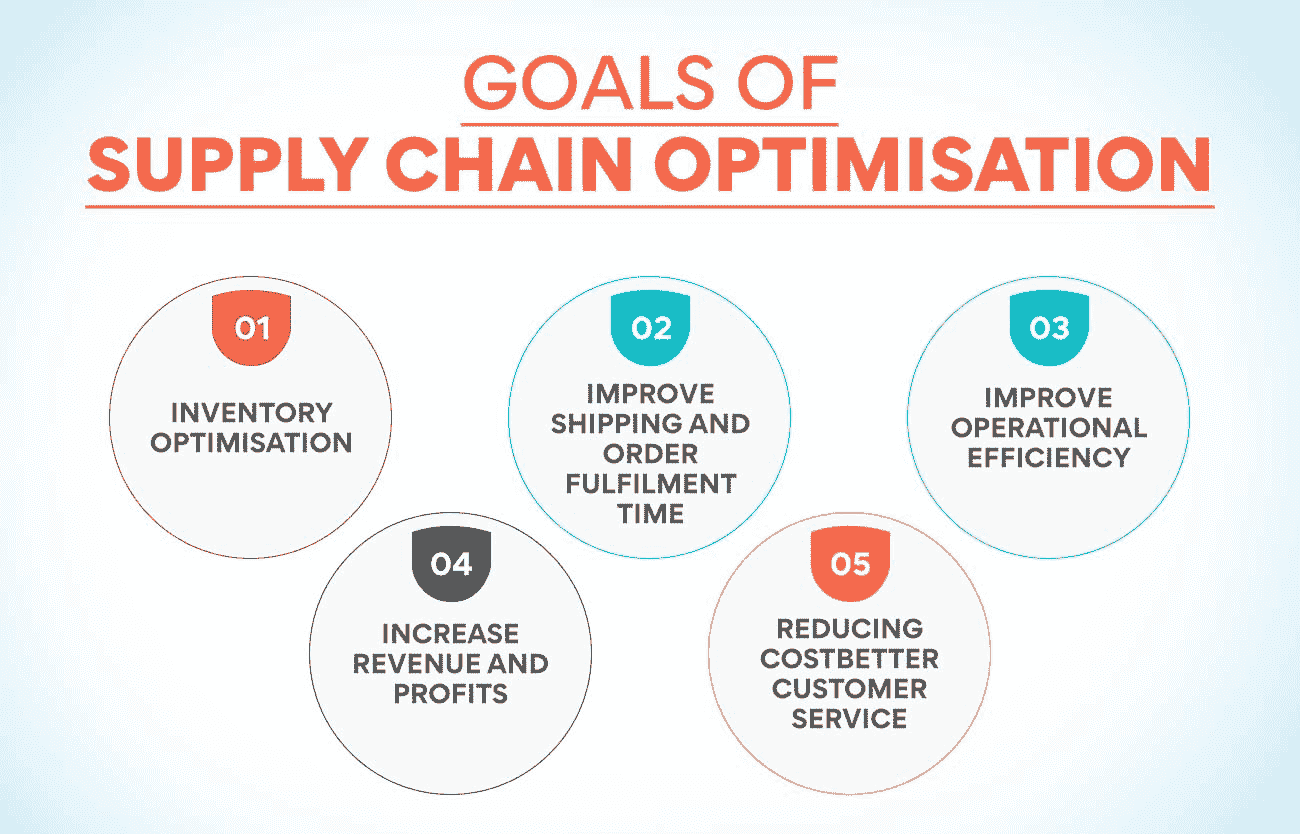 GOALS OF
SUPPLY CHAIN OPTIMISATION
01
INVENTORY
OPTIMISATION
02
IMPROVE
SHIPPING AND
ORDER
FULFILMENT
TIME
03
IMPROVE
OPERATIONAL
EFFICIENCY
04
INCREASE
REVENUE AND
PROFITS
05
REDUCING
COSTBETTER
CUSTOMER
SERVICE